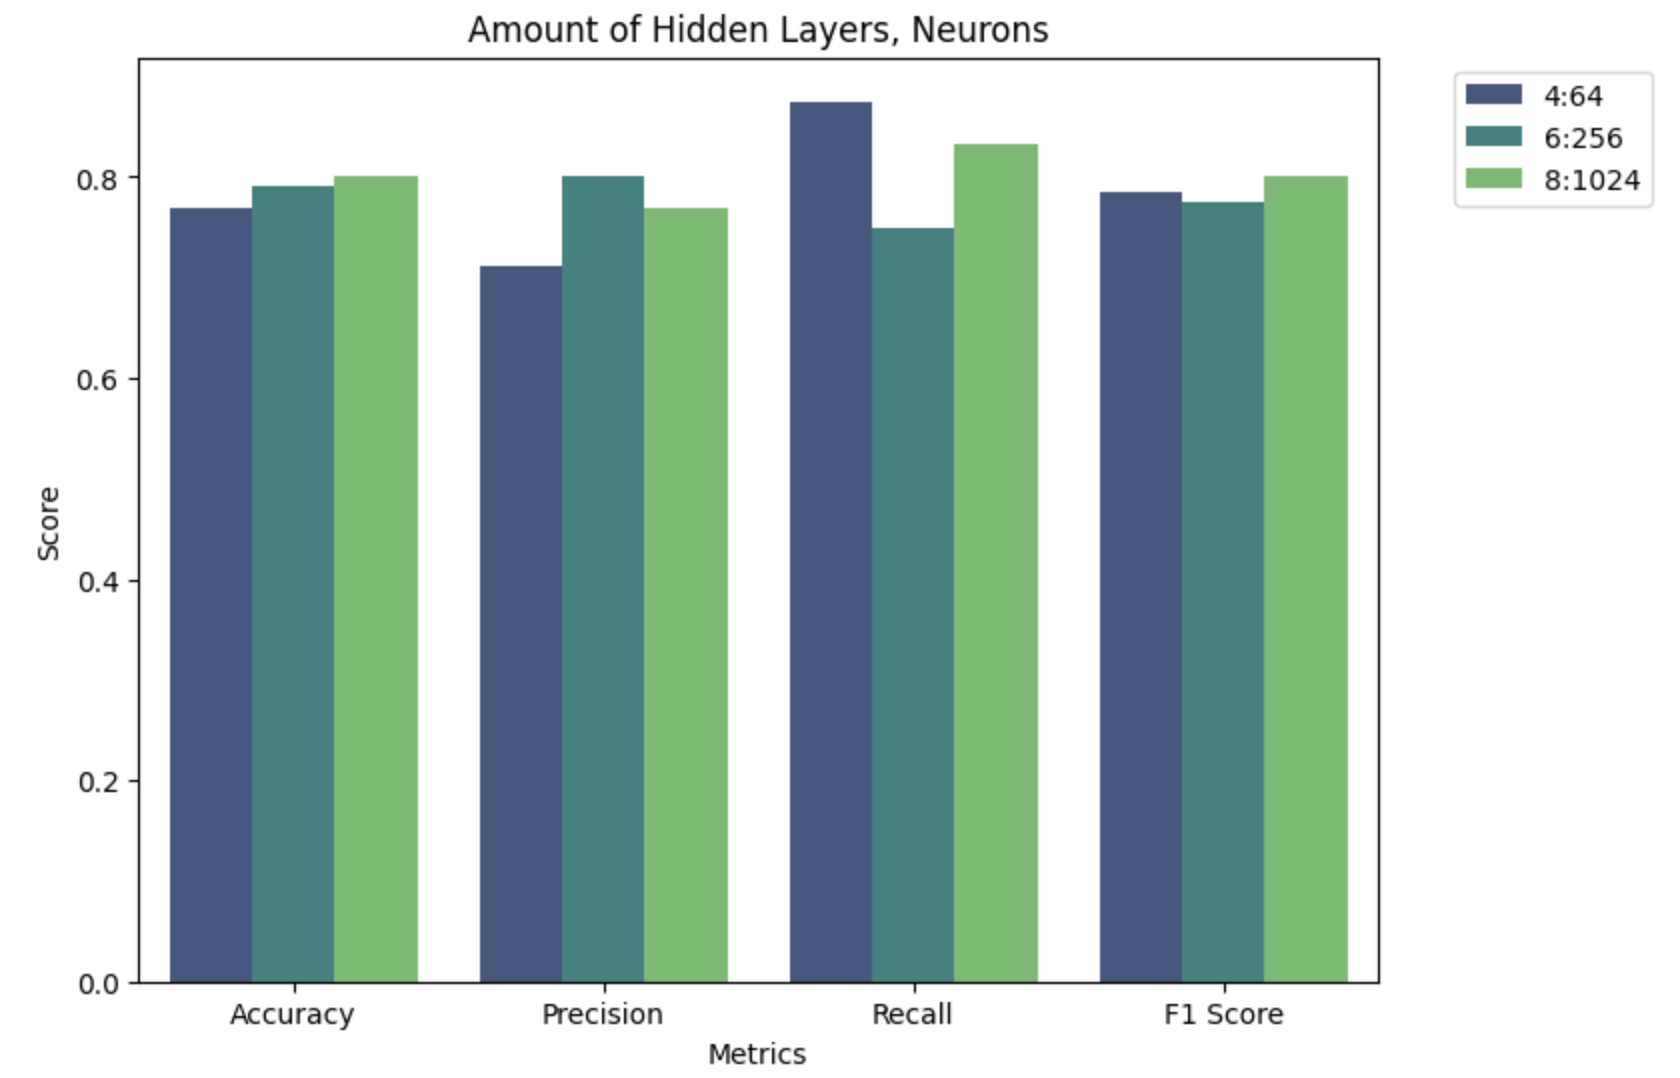 Amount of Hidden Layers, Neurons
4:64
6:256
8:1024
0.8
0.6
0.4
0.2
0.0
Score
Accuracy Precision Recall F1 Score
Metrics